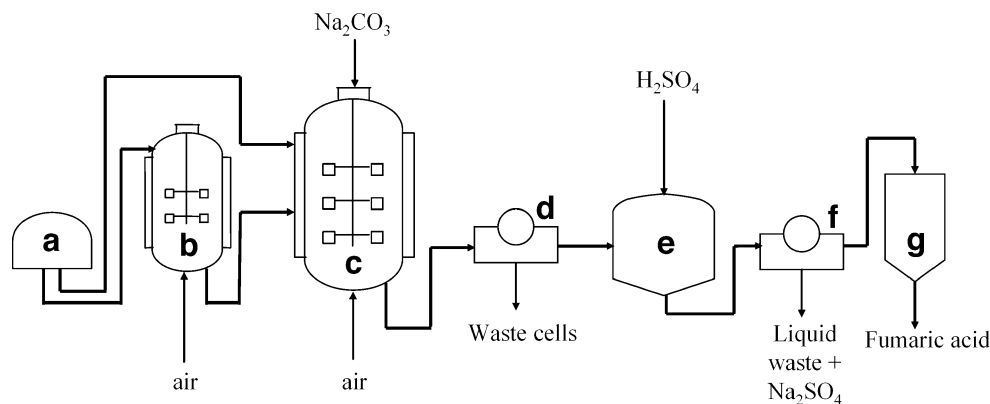 Na₂CO₃
H₂SO₄
a
b
c
d
e
f
g
Waste cells
Liquid
waste +
Na₂SO₄
Fumaric acid
air
air